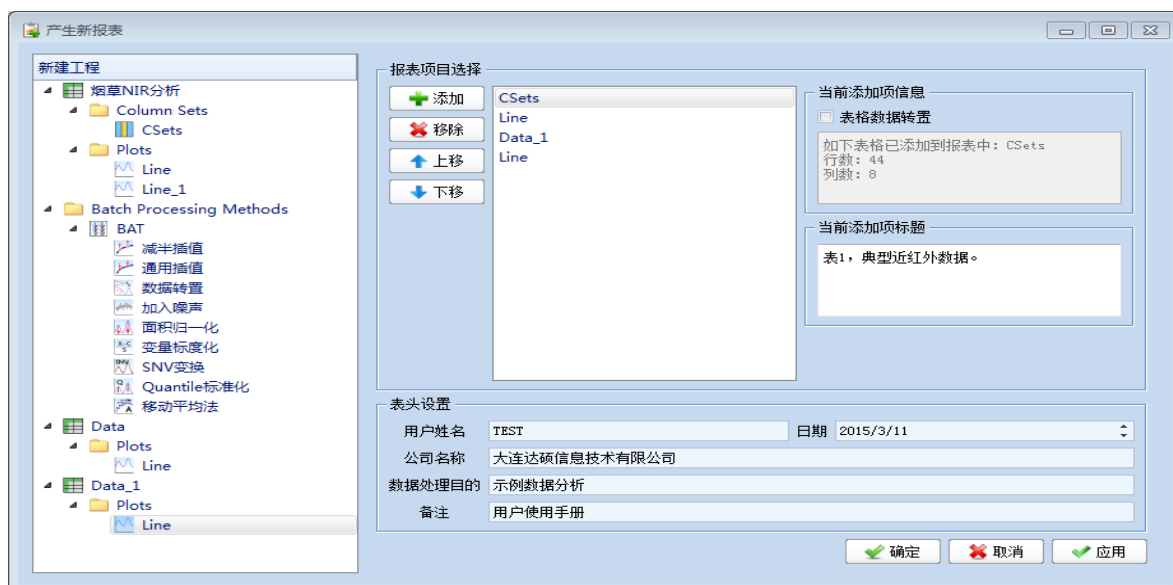 产生新报表
新建工程
烟草NIR分析
Column Sets
CSets
Plots
Line
Line_1
Batch Processing Methods
BAT
减半插值
通用插值
数据转置
加入噪声
面积归一化
变量标度化
SNV变换
Quantile标准化
移动平均法
Data
Plots
Line
Data_1
Plots
Line
报表项目选择
添加
移除
上移
下移
CSets
Line
Data_1
Line
当前添加项信息
表格数据转置
如下表格已添加到报表中: CSets
行数: 44
列数: 8
当前添加项标题
表1，典型近红外数据。
表头设置
用户姓名 TEST 日期 2015/3/11
公司名称 大连达硕信息技术有限公司
数据处理目的 示例数据分析
备注 用户使用手册
确定 取消 应用